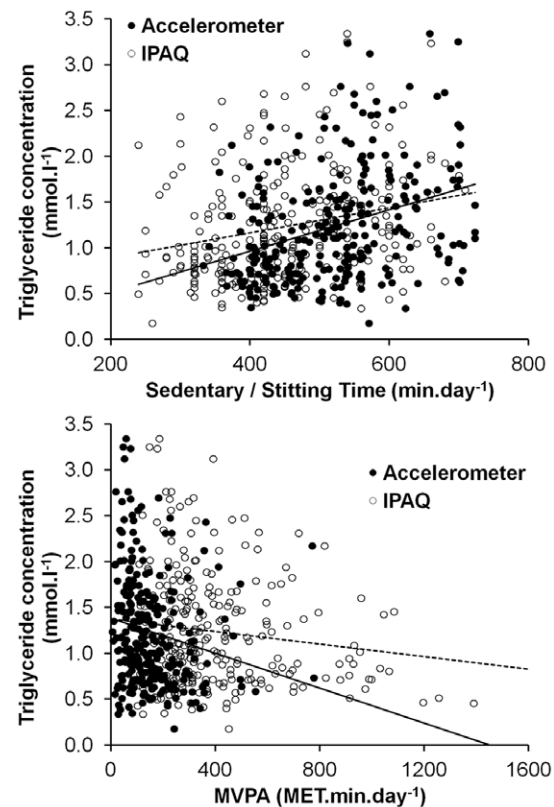 Accelerometer
IPAQ
Triglyceride concentration
(mmol.l-1)
3.5
3.0
2.5
2.0
1.5
1.0
0.5
0.0
200 400 600 800
Sedentary / Stitting Time (min.day-1)
Accelerometer
IPAQ
Triglyceride concentration
(mmol.l-1)
3.5
3.0
2.5
2.0
1.5
1.0
0.5
0.0
0 400 800 1200 1600
MVPA (MET.min.day-1)